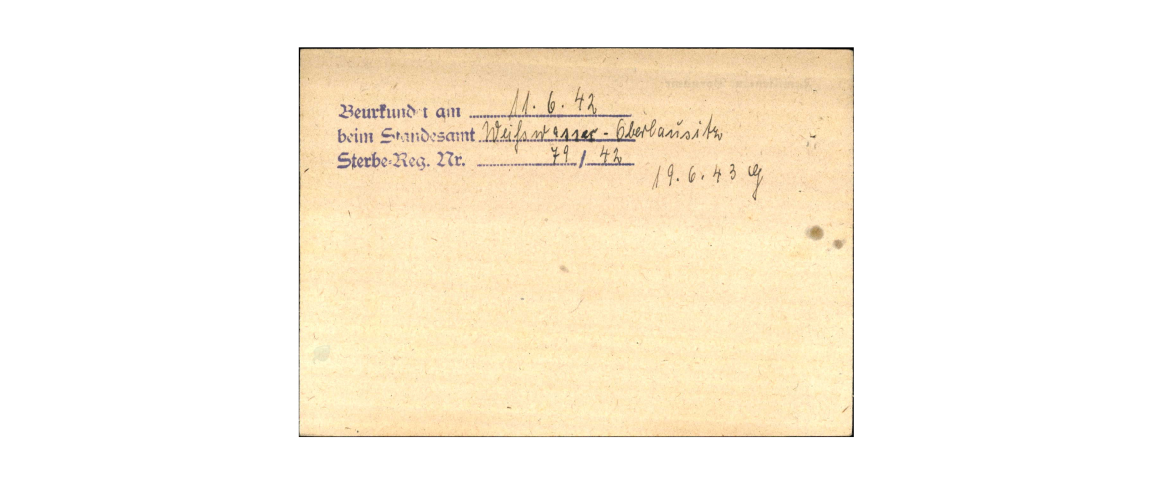 Beurkundet am 11. 6. 42
beim Standesamt Weißwasser - Oberlausitz
Sterbe-Reg. Nr. 79 / 42
19. 6. 43